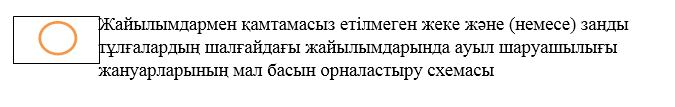 Жайылымдармен қамтамасыз етілмеген жеке және (немесе) заңды
тұлғалардың шалғайдағы жайылымдарында ауыл шаруашылығы
жануарларының мал басын орналастыру схемасы